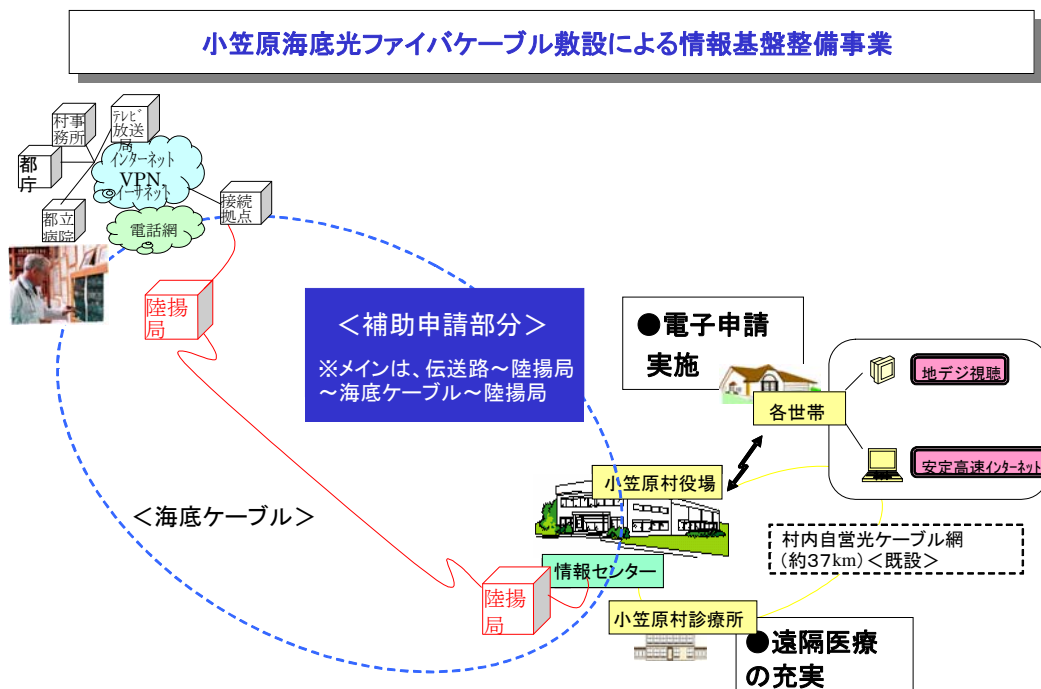 小笠原海底光ファイバケーブル敷設による情報基盤整備事業
村事
務所
テレビ
放送
局
都
庁
インターネット
VPN、
イーサネット
都立
病院
電話網
接続
拠点
陸揚
局
<補助申請部分>
※メインは、伝送路~陸揚局
~海底ケーブル~陸揚局
●電子申請
実施
各世帯
地デジ視聴
安定高速インターネット
小笠原村役場
<海底ケーブル>
村内自営光ケーブル網
(約37km)<既設>
情報センター
陸揚
局
小笠原村診療所
●遠隔医療
の充実